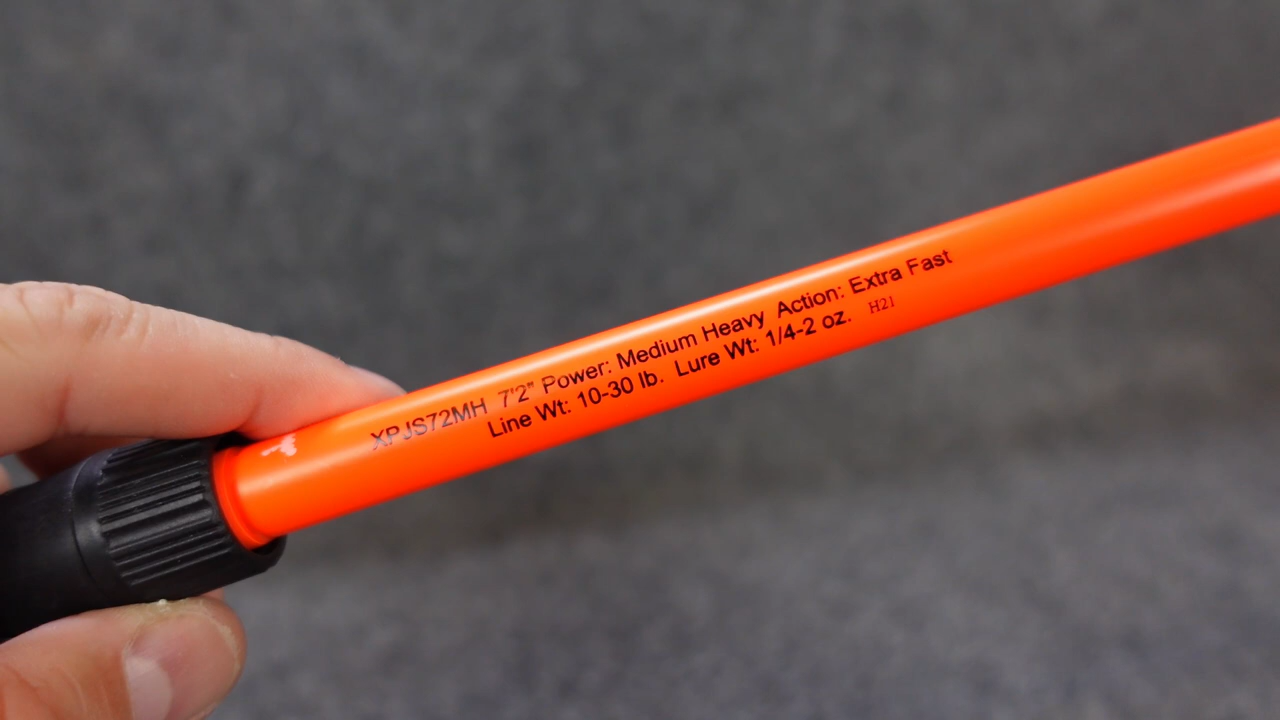 XPJS72MH 7'2" Power: Medium Heavy Action: Extra Fast
Line Wt: 10-30 lb. Lure Wt: 1/4-2 oz. H21